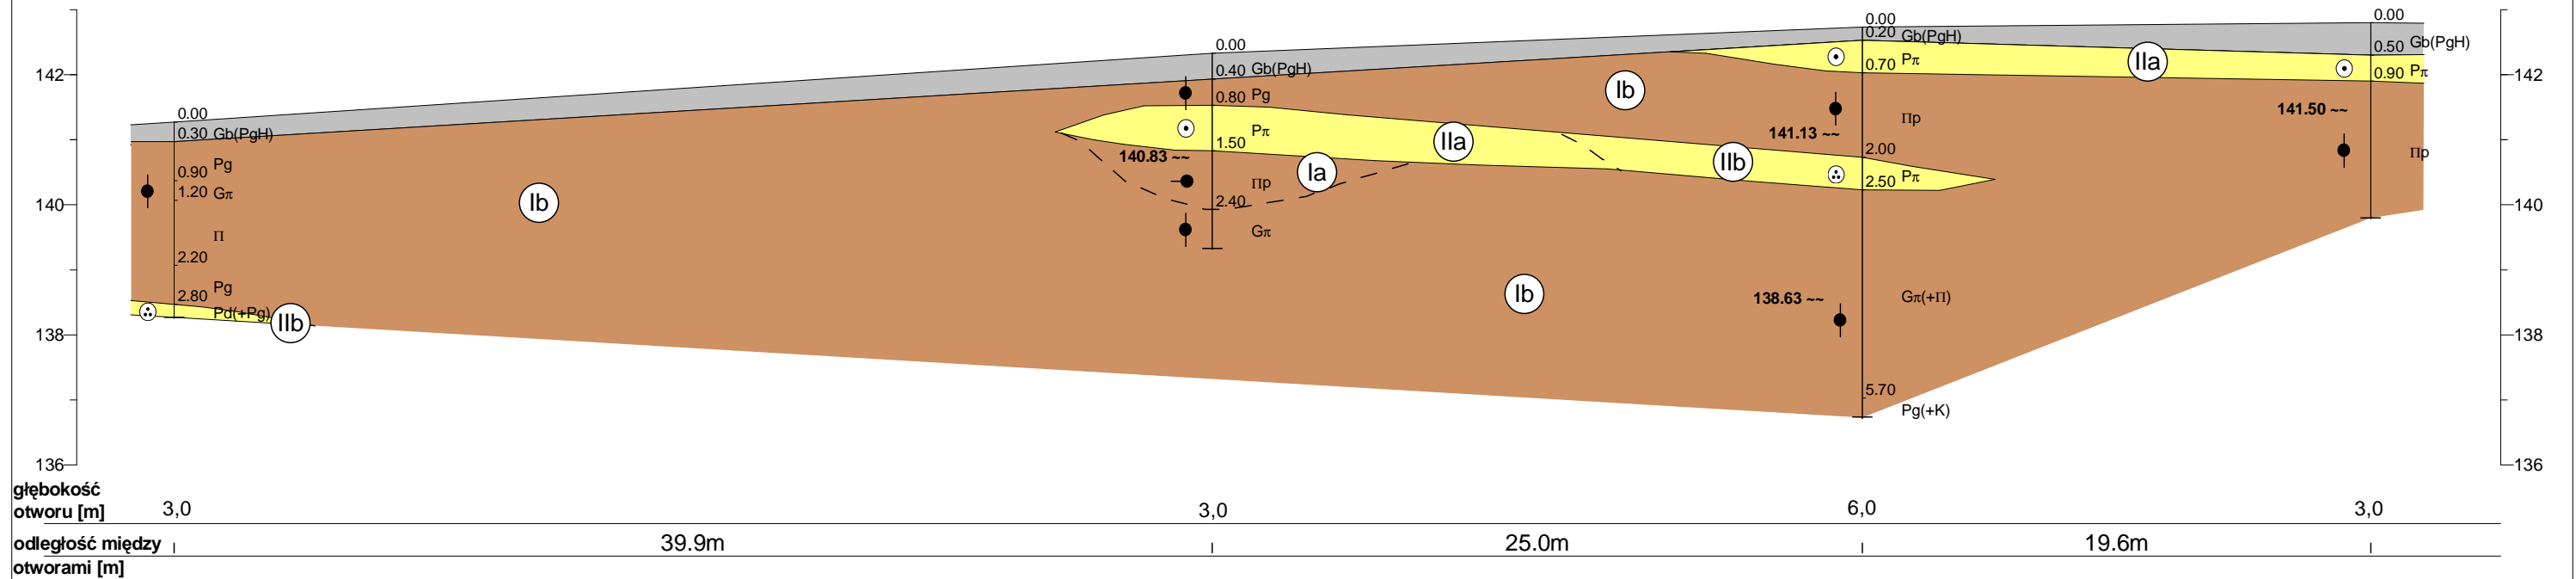 142
140
138
136
0.00
0.30 Gb(PgH)
Pg
0.90
1.20 Gπ
Π
2.20
Pg
2.80
Pd(+Pg)
IIb
Ib
0.00
0.40 Gb(PgH)
0.80 Pg
Pπ
1.50
140.83 ~~
Πp
2.40
Gπ
Ia
IIa
Ib
Ib
IIb
0.00
0.20 Gb(PgH)
Pπ
0.70
Πp
141.13 ~~
2.00
Pπ
2.50
138.63 ~~
Gπ(+Π)
5.70
Pg(+K)
IIa
0.00
0.50 Gb(PgH)
0.90 Pπ
141.50 ~~
Πp
142
140
138
136
głębokość
otworu [m] 3,0 3,0 6,0 3,0
odległość między 39.9m 25.0m 19.6m
otworami [m]